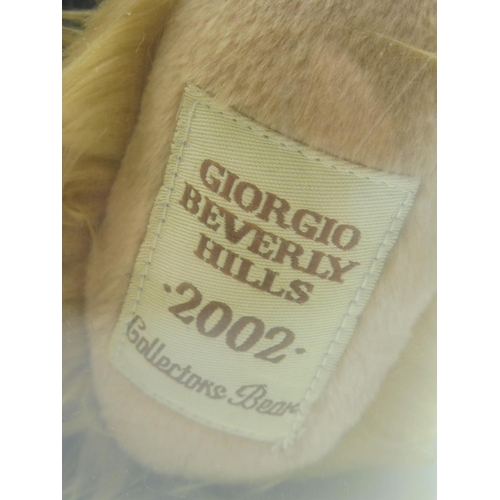 GIORGIO
BEVERLY
HILLS
·2002·
Collectors Bear